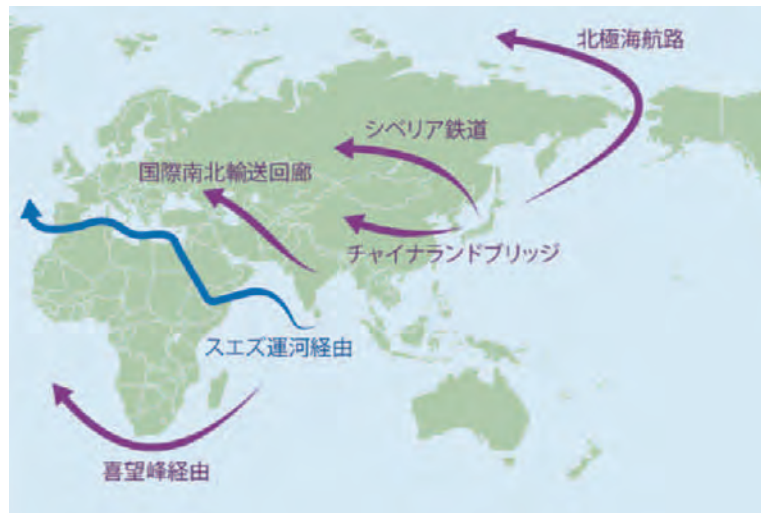 北極海航路
シベリア鉄道
国際南北輸送回廊
チャイナランドブリッジ
スエズ運河経由
喜望峰経由